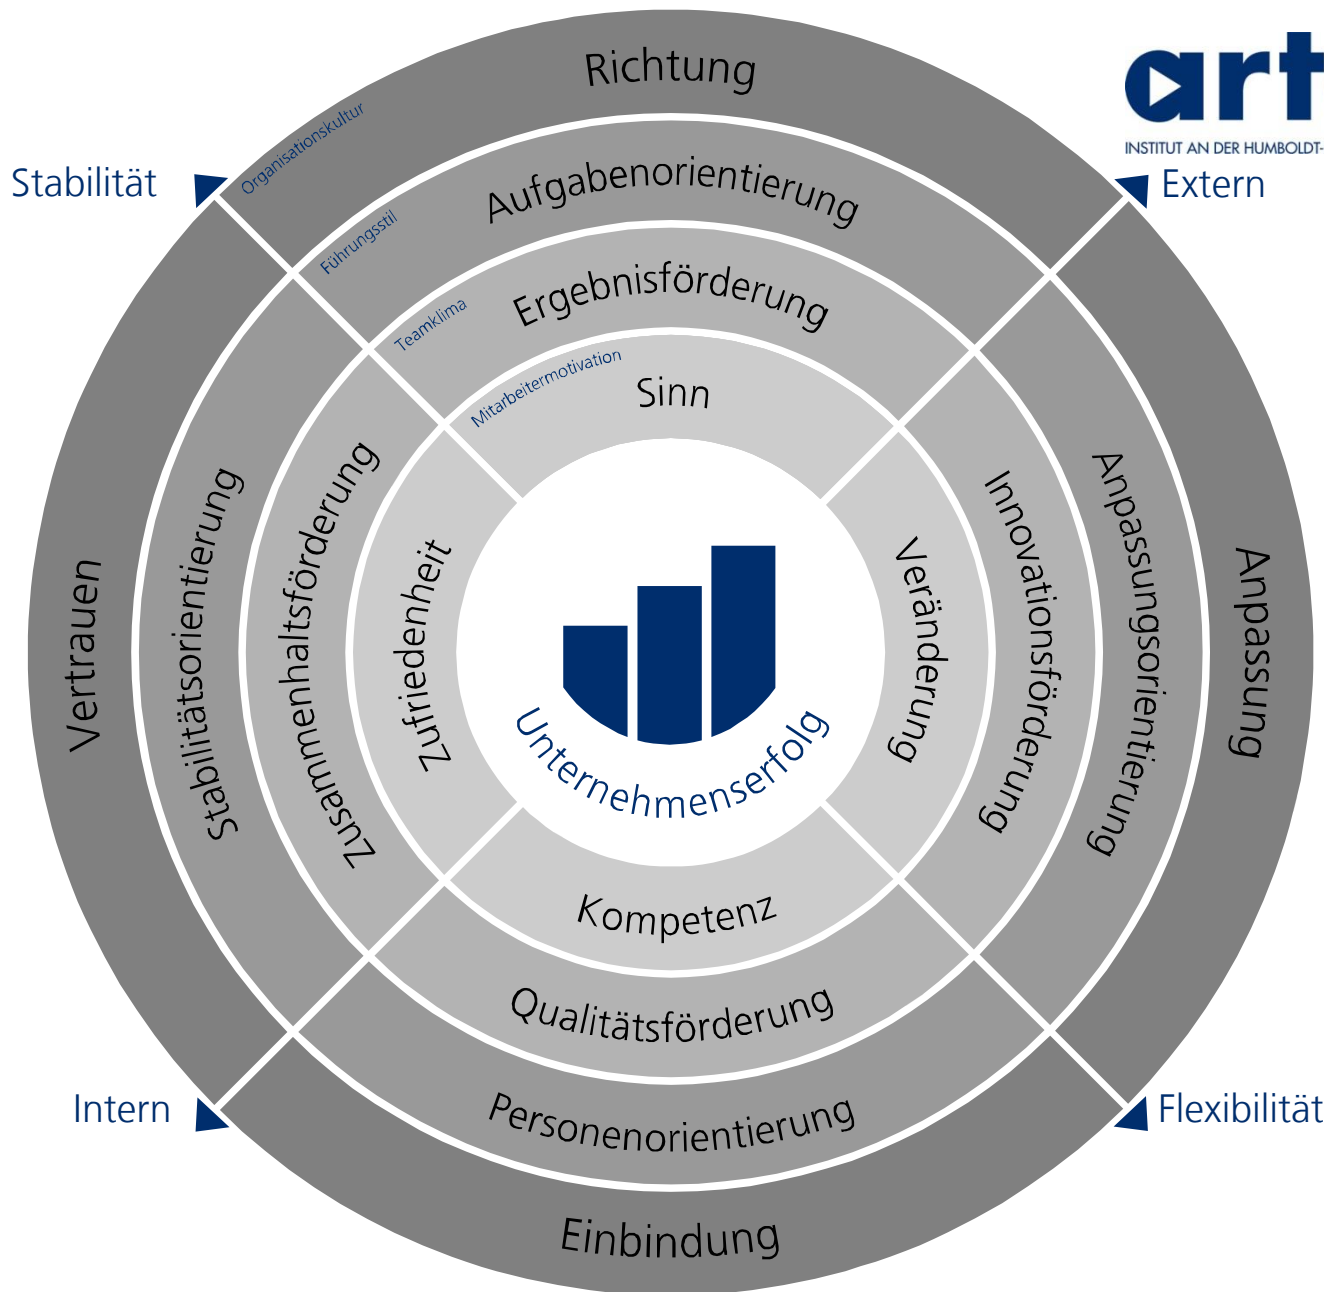 Richtung
art
INSTITUT AN DER HUMBOLDT-
Organisationskultur
Stabilität
Extern
Aufgabenorientierung
Führungsstil
Ergebnisförderung
Teamklima
Sinn
Mitarbeitermotivation
Vertrauen
Stabilitätsorientierung
Zusammenhaltsförderung
Zufriedenheit
Veränderung
Innovationsförderung
Anpassungsorientierung
Anpassung
Unternehmenserfolg
Kompetenz
Qualitätsförderung
Personenorientierung
Intern
Flexibilität
Einbindung